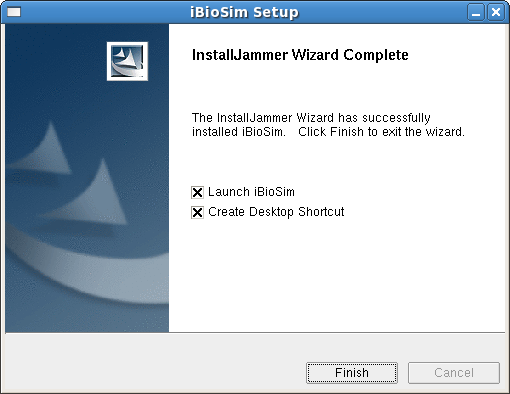 iBioSim Setup
InstallJammer Wizard Complete
The InstallJammer Wizard has successfully
installed iBioSim.   Click Finish to exit the wizard.
Launch iBioSim
Create Desktop Shortcut
Finish
Cancel